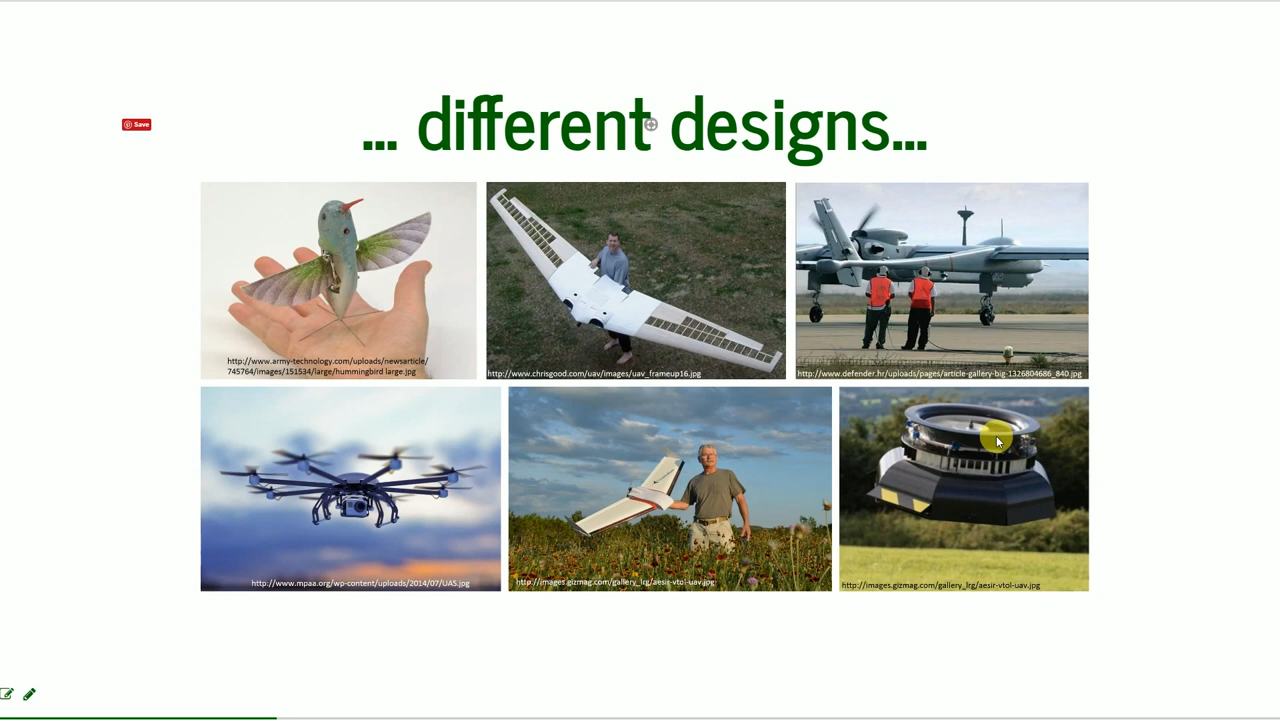 Save
... different designs...
http://www.army-technology.com/uploads/newsarticle/
745764/images/151534/large/hummingbird large.jpg
http://www.chrisgood.com/uav/images/uav_frameup16.jpg
http://www.defender.hr/uploads/pages/article-gallery-big-1326804686_840.jpg
http://www.mpaa.org/wp-content/uploads/2014/07/UAS.jpg
http://images.gizmag.com/gallery_lrg/aesir-vtol-uav.jpg
http://images.gizmag.com/gallery_lrg/aesir-vtol-uav.jpg